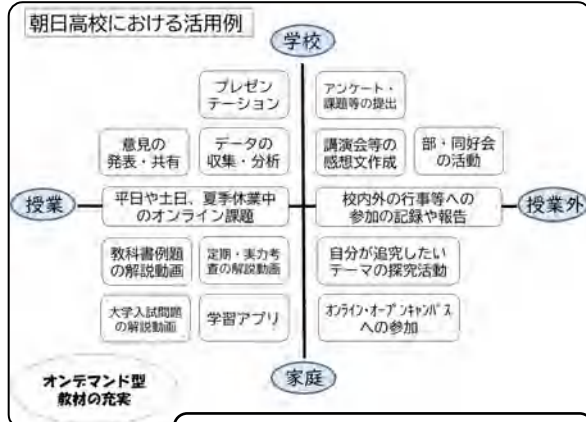 朝日高校における活用例
学校
プレゼン
テーション
アンケート・
課題等の提出
意見の
発表・共有
データの
収集・分析
講演会等の
感想文作成
部・同好会
の活動
授業
平日や土日、夏季休業中
のオンライン課題
校内外の行事等への
参加の記録や報告
授業外
教科書例題
の解説動画
定期・実力考
査の解説動画
自分が追究したい
テーマの探究活動
大学入試問題
の解説動画
学習アプリ
オンライン・オープンキャンパス
への参加
オンデマンド型
教材の充実
家庭